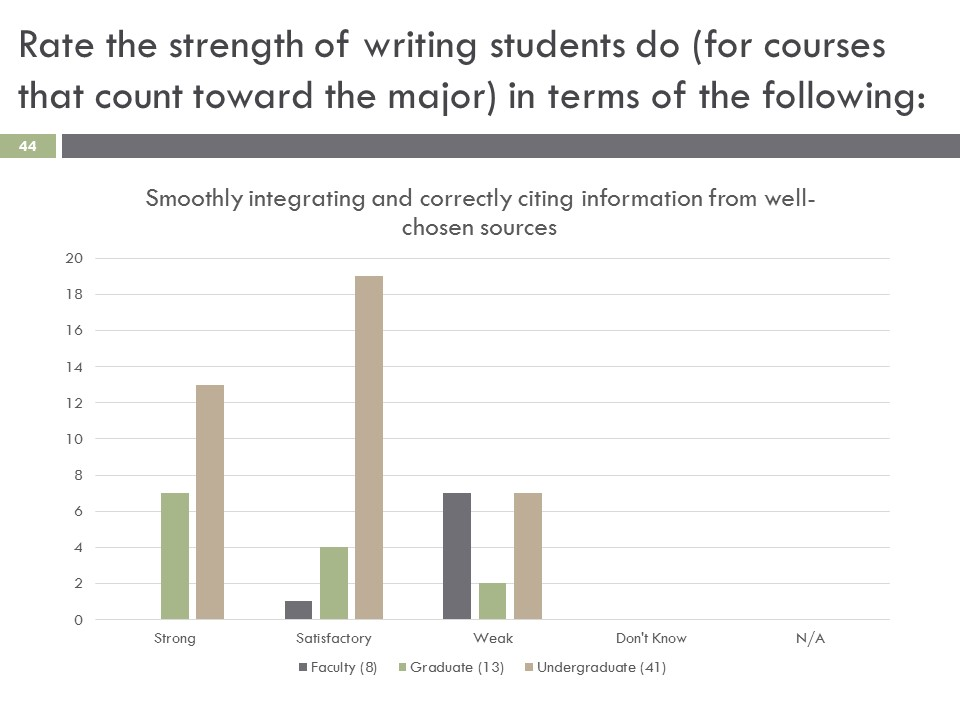 Rate the strength of writing students do (for courses
that count toward the major) in terms of the following:
44
Smoothly integrating and correctly citing information from well-
chosen sources
20
18
16
14
12
10
8
6
4
2
0
Strong Satisfactory Weak Don't Know N/A
Faculty (8) Graduate (13) Undergraduate (41)